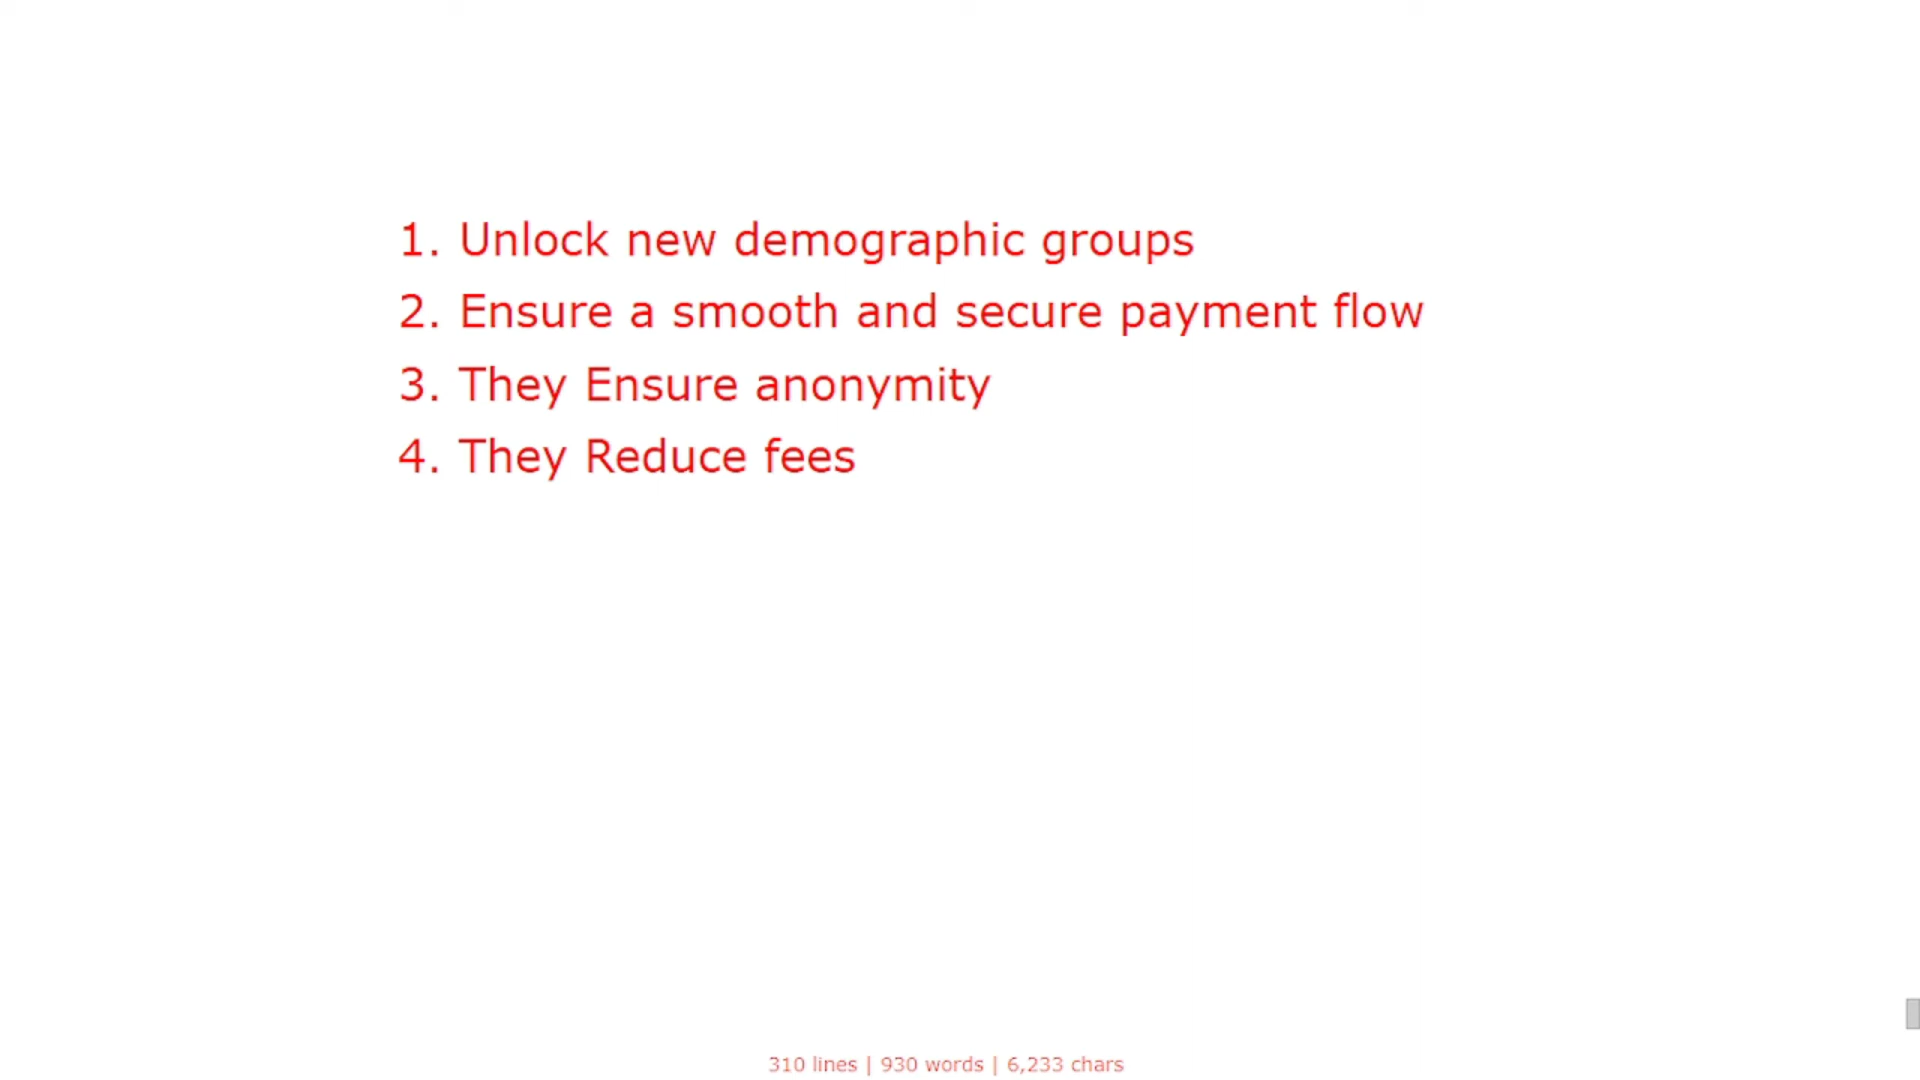 1. Unlock new demographic groups
2. Ensure a smooth and secure payment flow
3. They Ensure anonymity
4. They Reduce fees
310 lines | 930 words | 6,233 chars